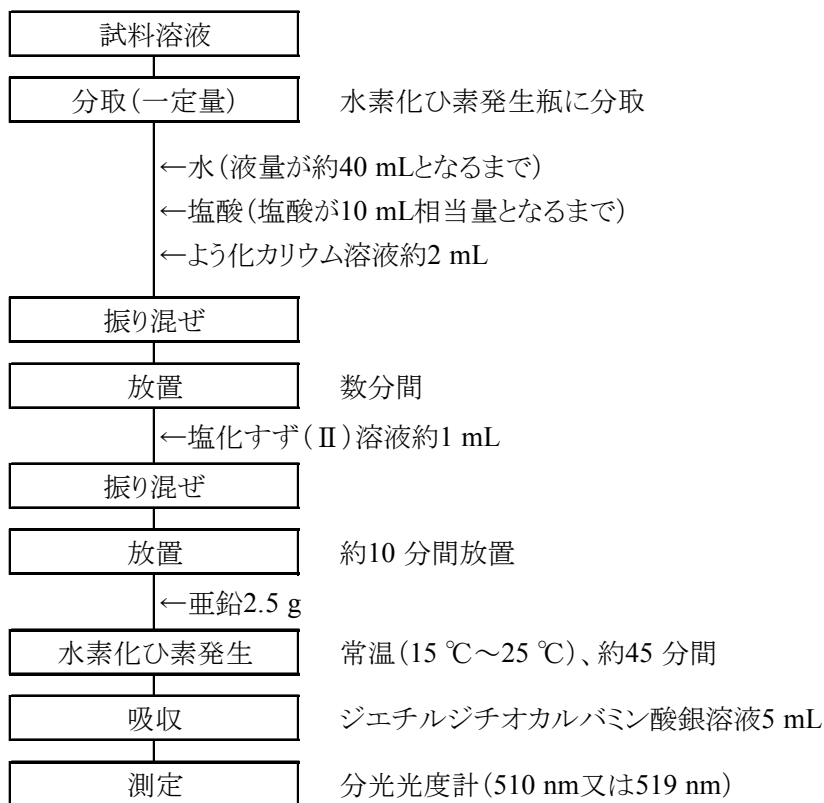 試料溶液
分取（一定量） 水素化ひ素発生瓶に分取
←水（液量が約40 mLとなるまで）
←塩酸（塩酸が10 mL相当量となるまで）
←よう化カリウム溶液約2 mL
振り混ぜ
放置 数分間
←塩化すず（Ⅱ）溶液約1 mL
振り混ぜ
放置 約10 分間放置
←亜鉛2.5 g
水素化ひ素発生 常温（15 ℃～25 ℃）、約45 分間
吸収 ジエチルジチオカルバミン酸銀溶液5 mL
測定 分光光度計（510 nm又は519 nm）